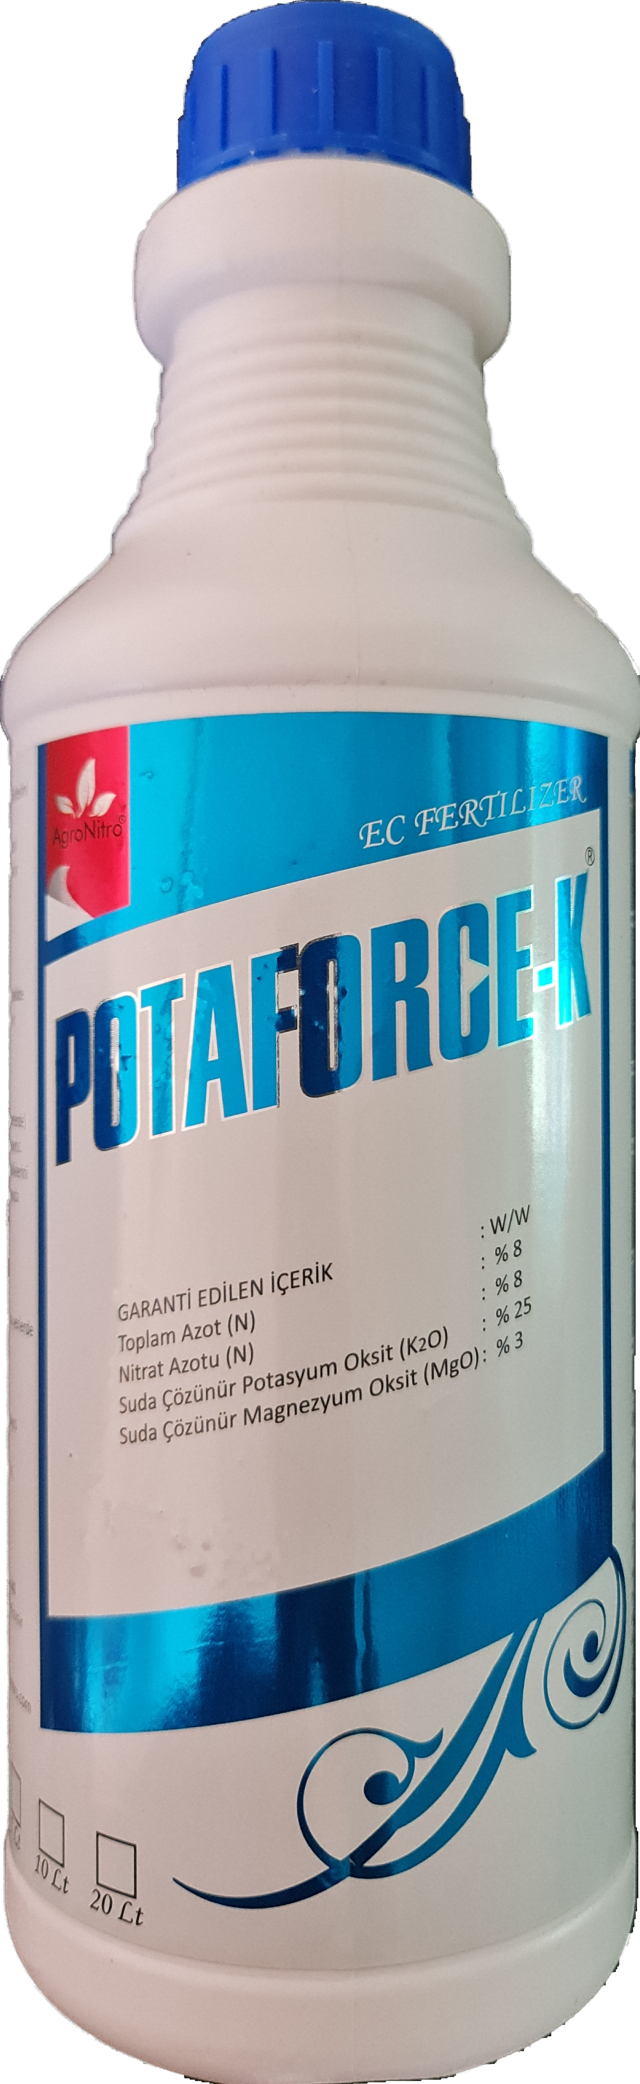 AgroNitro®
EC FERTILIZER
POTAFORCE-K®
: W/W
GARANTİ EDİLEN İÇERİK
Toplam Azot (N) : % 8
Nitrat Azotu (N) : % 8
Suda Çözünür Potasyum Oksit (K2O) : % 25
Suda Çözünür Magnezyum Oksit (MgO): % 3
10 Lt
20 Lt